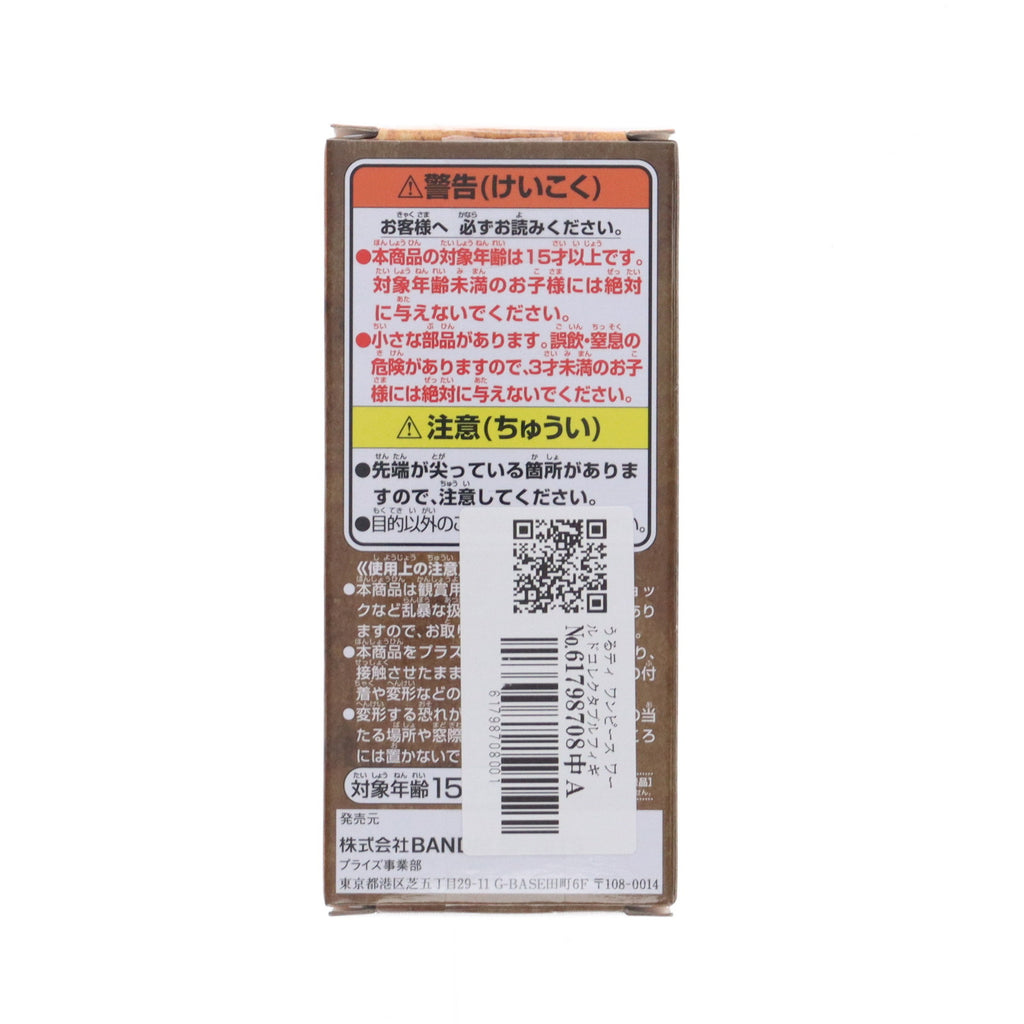 ⚠警告(けいこく)
お客様へ 必ずお読みください。
●本商品の対象年齢は15才以上です。
対象年齢未満のお子様には絶対
に与えないでください。
●小さな部品があります。誤飲・窒息の
危険がありますので、3才未満のお子
様には絶対に与えないでください。
⚠注意(ちゅうい)
●先端が尖っている箇所がありま
すので、注意してください。
●目的以外のご
い。
《使用上の注意
●本商品は観賞用
ョッ
クなど乱暴な扱
あり
ますので、お取り
。
●本商品をプラス
り、
接触させたまま
の付
着や変形などの
●変形する恐れが
の当
たる場所や窓際
ころ
には置かないで
対象年齢15
品]
発売元
株式会社BAND
プライズ事業部
東京都港区芝五丁目29-11 G-BASE田町6F 〒108-0014
うるティ ワンピース ワー
ルドコレクタブルフィギ
No.61798708中A
61798708001